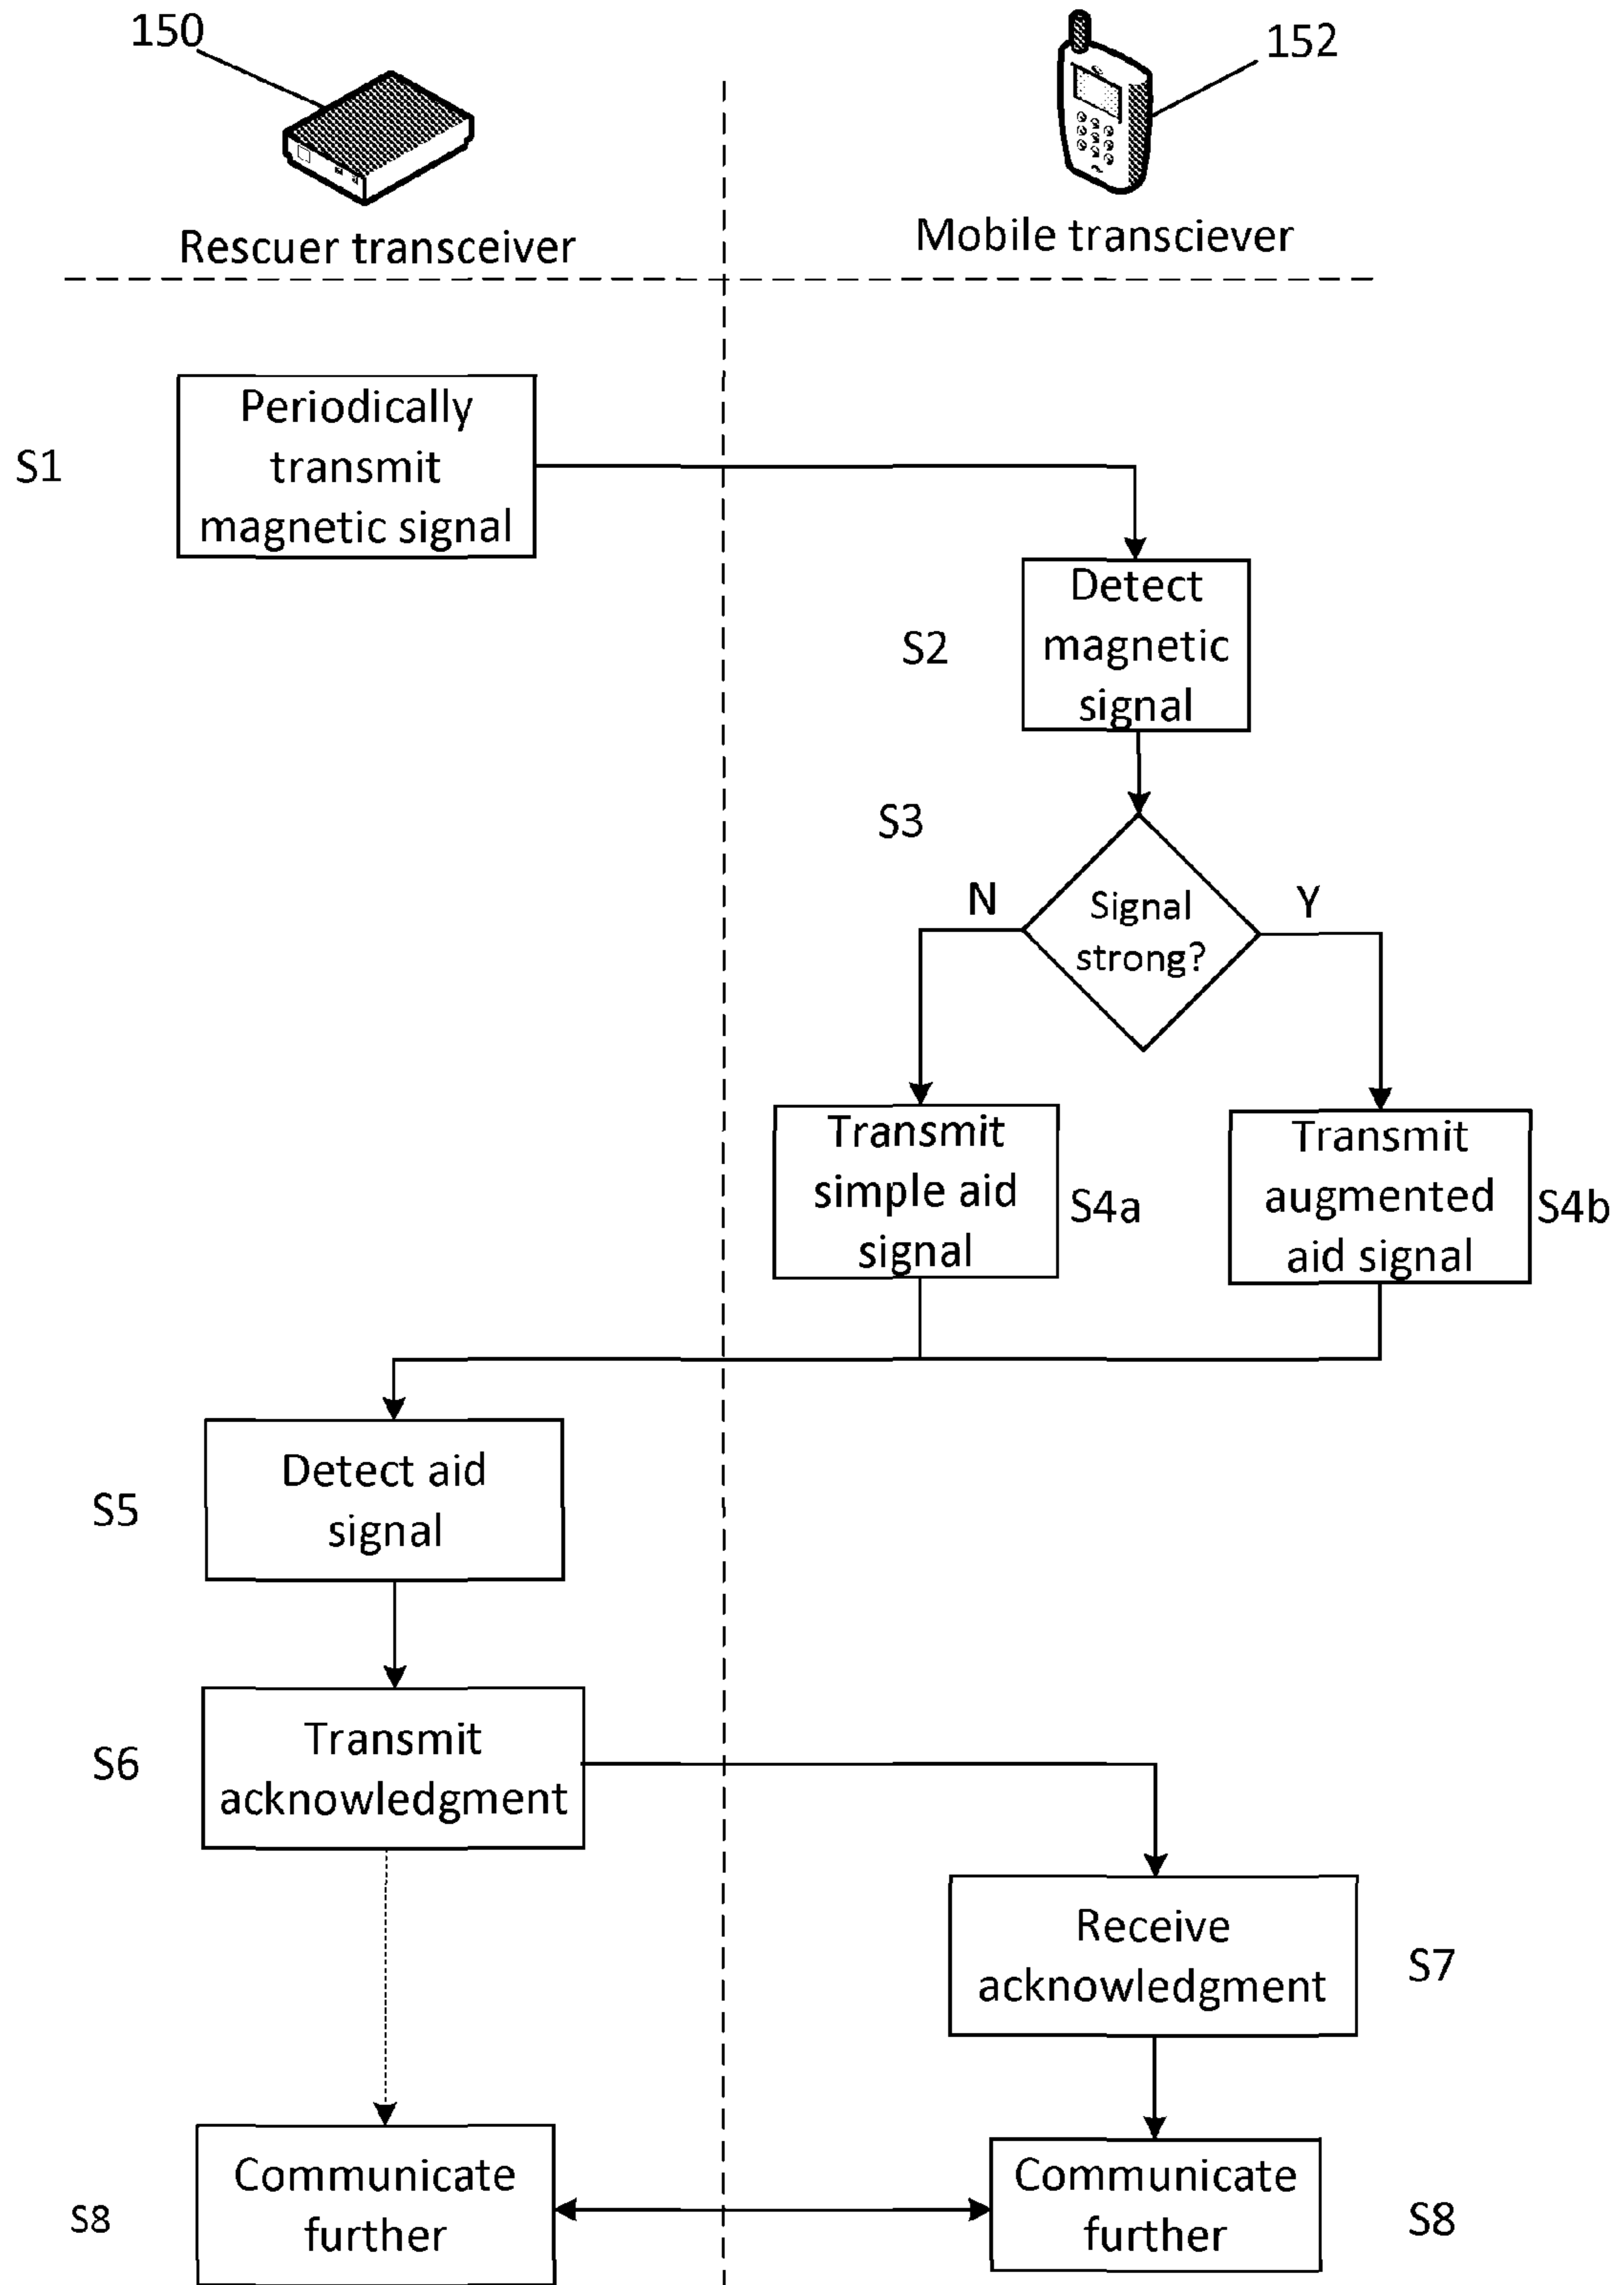 150
152
Rescuer transceiver
Mobile transciever
S1
Periodically
transmit
magnetic signal
S2
Detect
magnetic
signal
S3
N
Signal
strong?
Y
Transmit
simple aid
signal
S4a
Transmit
augmented
aid signal
S4b
S5
Detect aid
signal
S6
Transmit
acknowledgment
Receive
acknowledgment
S7
S8
Communicate
further
Communicate
further
S8